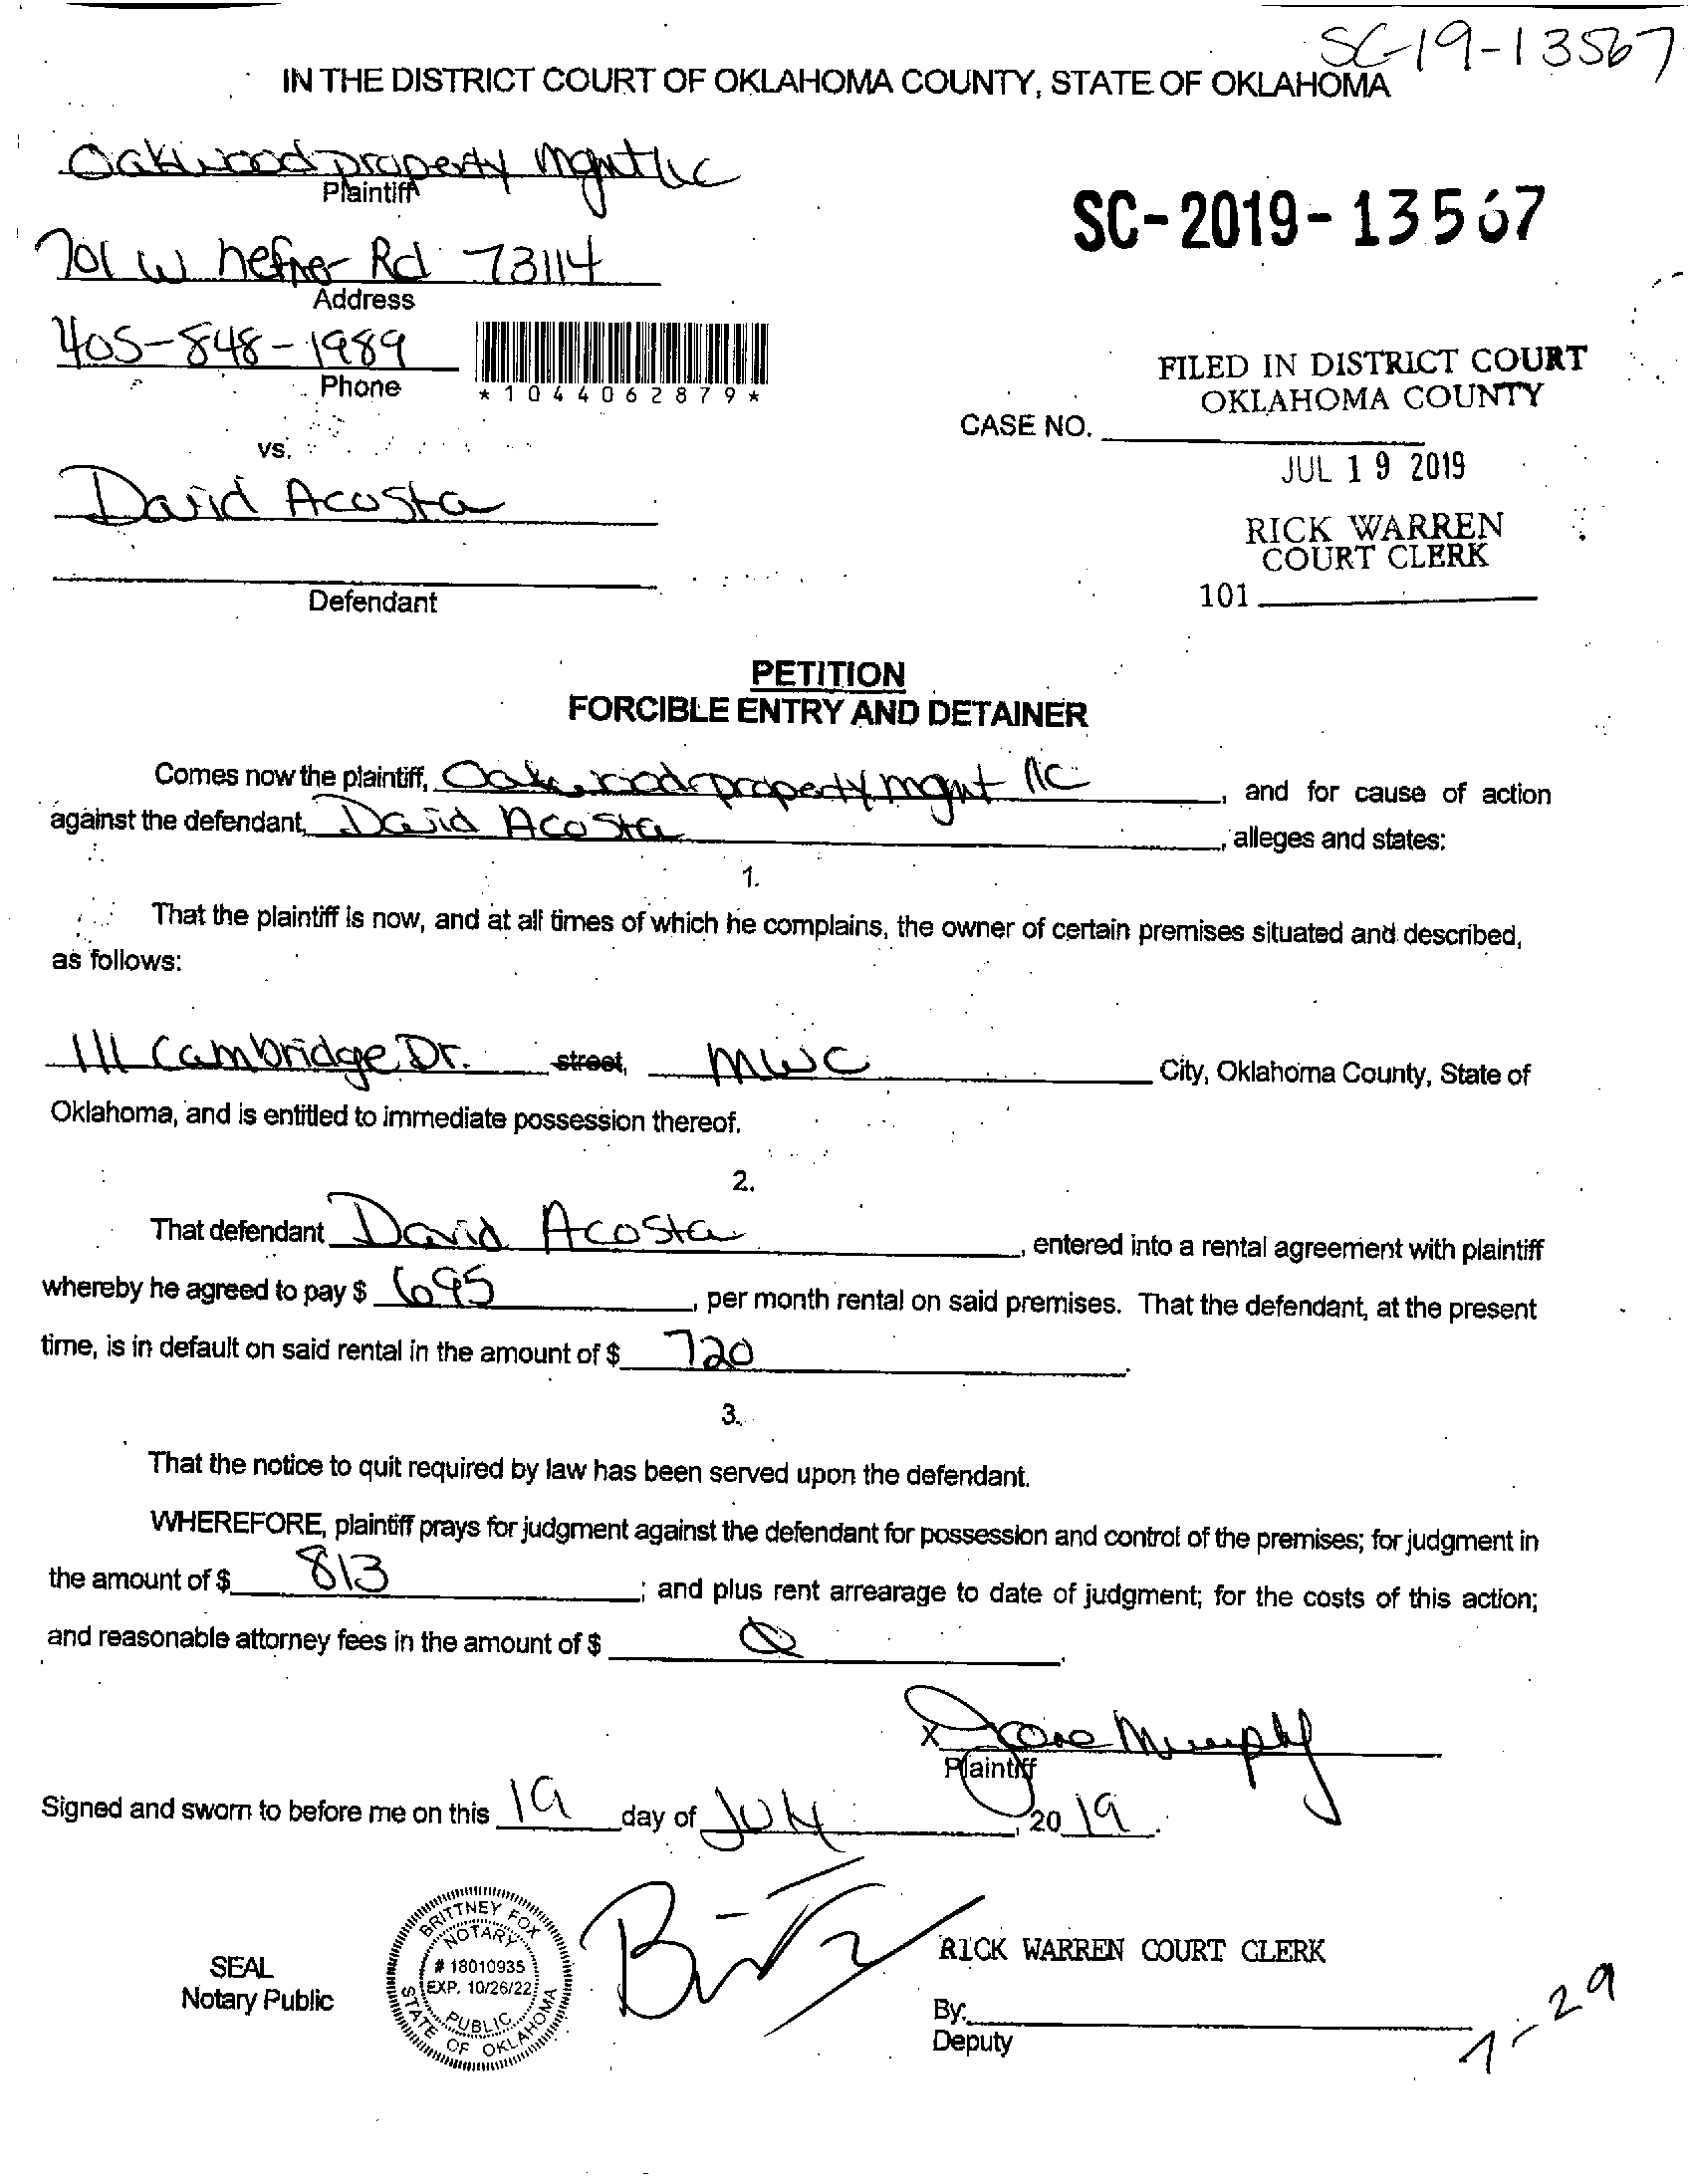 SC-19-13567
IN THE DISTRICT COURT OF OKLAHOMA COUNTY, STATE OF OKLAHOMA
Oakwood property Mgnt llc
Plaintiff
SC-2019-13567
701 W hefner Rd 73114
Address
405-848-1989
Phone
*1044062879*
FILED IN DISTRICT COURT
OKLAHOMA COUNTY
CASE NO.
vs.
JUL 19 2019
David Acosta
RICK WARREN
COURT CLERK
101
Defendant
PETITION
FORCIBLE ENTRY AND DETAINER
Comes now the plaintiff, Oakwood property mgnt llc, and for cause of action
against the defendant, David Acosta, alleges and states:
1.
That the plaintiff is now, and at all times of which he complains, the owner of certain premises situated and described,
as follows:
111 Cambridge Dr. street, MWC City, Oklahoma County, State of
Oklahoma, and is entitled to immediate possession thereof.
2.
That defendant David Acosta, entered into a rental agreement with plaintiff
whereby he agreed to pay $ 695, per month rental on said premises. That the defendant, at the present
time, is in default on said rental in the amount of $ 720.
3.
That the notice to quit required by law has been served upon the defendant.
WHEREFORE, plaintiff prays for judgment against the defendant for possession and control of the premises; for judgment in
the amount of $ 813; and plus rent arrearage to date of judgment; for the costs of this action;
and reasonable attorney fees in the amount of $ 0.
X Murphy
Plaintiff
Signed and sworn to before me on this 19 day of July, 2019.
BRITTNEY FOX
NOTARY
# 18010935
EXP. 10/26/22
PUBLIC
STATE OF OKLAHOMA
SEAL
Notary Public
RICK WARREN COURT CLERK
By:
Deputy
7-29